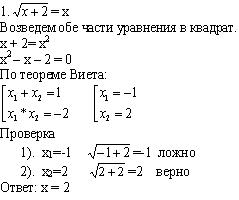 1. √(x + 2) = x
Возведем обе части уравнения в квадрат.
x + 2 = x²
x² – x – 2 = 0
По теореме Виета:
[x₁ + x₂ = 1 [x₁ = –1
[x₁ * x₂ = –2 [x₂ = 2
Проверка
1). x₁=-1 √(–1 + 2) = -1 ложно
2). x₂=2 √(2 + 2) = 2 верно
Ответ: x = 2